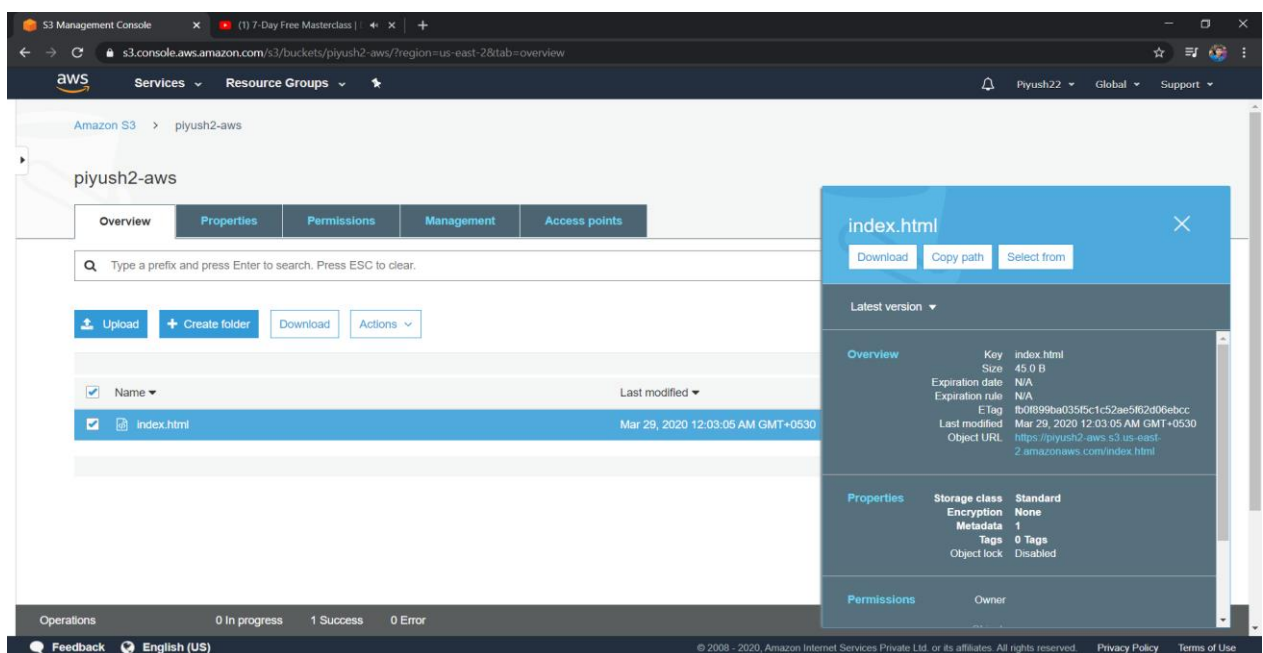 S3 Management Console
(1) 7-Day Free Masterclass |
s3.console.aws.amazon.com/s3/buckets/piyush2-aws/?region=us-east-2&tab=overview
aws Services Resource Groups Piyush22 Global Support
Amazon S3 > piyush2-aws
piyush2-aws
Overview Properties Permissions Management Access points
Type a prefix and press Enter to search. Press ESC to clear.
Upload + Create folder Download Actions
Name Last modified
index.html Mar 29, 2020 12:03:05 AM GMT+0530
index.html
Download Copy path Select from
Latest version
Overview Key index.html
Size 45.0 B
Expiration date N/A
Expiration rule N/A
ETag fb0f899ba035f5c1c52ae5f62d06ebcc
Last modified Mar 29, 2020 12:03:05 AM GMT+0530
Object URL https://piyush2-aws.s3.us-east-
2.amazonaws.com/index.html
Properties Storage class Standard
Encryption None
Metadata 1
Tags 0 Tags
Object lock Disabled
Permissions Owner
Operations 0 In progress 1 Success 0 Error
Feedback English (US) © 2008 - 2020, Amazon Internet Services Private Ltd. or its affiliates. All rights reserved. Privacy Policy Terms of Use